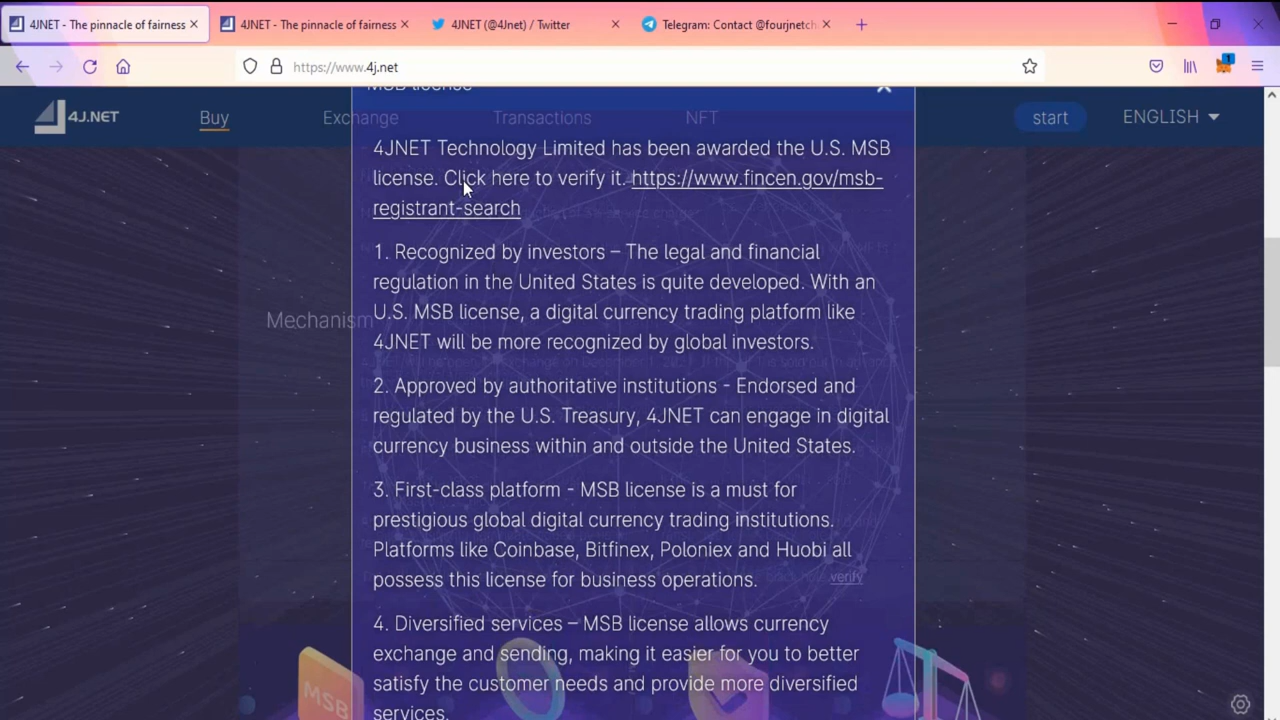 4JNET - The pinnacle of fairness
4JNET - The pinnacle of fairness
4JNET (@4Jnet) / Twitter
Telegram: Contact @fourjnetch
https://www.4j.net
1
MSB license
4J.NET
Buy
Exchange
Transactions
NFT
start
ENGLISH
4JNET Technology Limited has been awarded the U.S. MSB
license. Click here to verify it. https://www.fincen.gov/msb-
registrant-search
1. Recognized by investors – The legal and financial
regulation in the United States is quite developed. With an
U.S. MSB license, a digital currency trading platform like
4JNET will be more recognized by global investors.
Mechanism
2. Approved by authoritative institutions - Endorsed and
regulated by the U.S. Treasury, 4JNET can engage in digital
currency business within and outside the United States.
3. First-class platform - MSB license is a must for
prestigious global digital currency trading institutions.
Platforms like Coinbase, Bitfinex, Poloniex and Huobi all
possess this license for business operations.
verify
4. Diversified services – MSB license allows currency
exchange and sending, making it easier for you to better
satisfy the customer needs and provide more diversified
services.
MSB